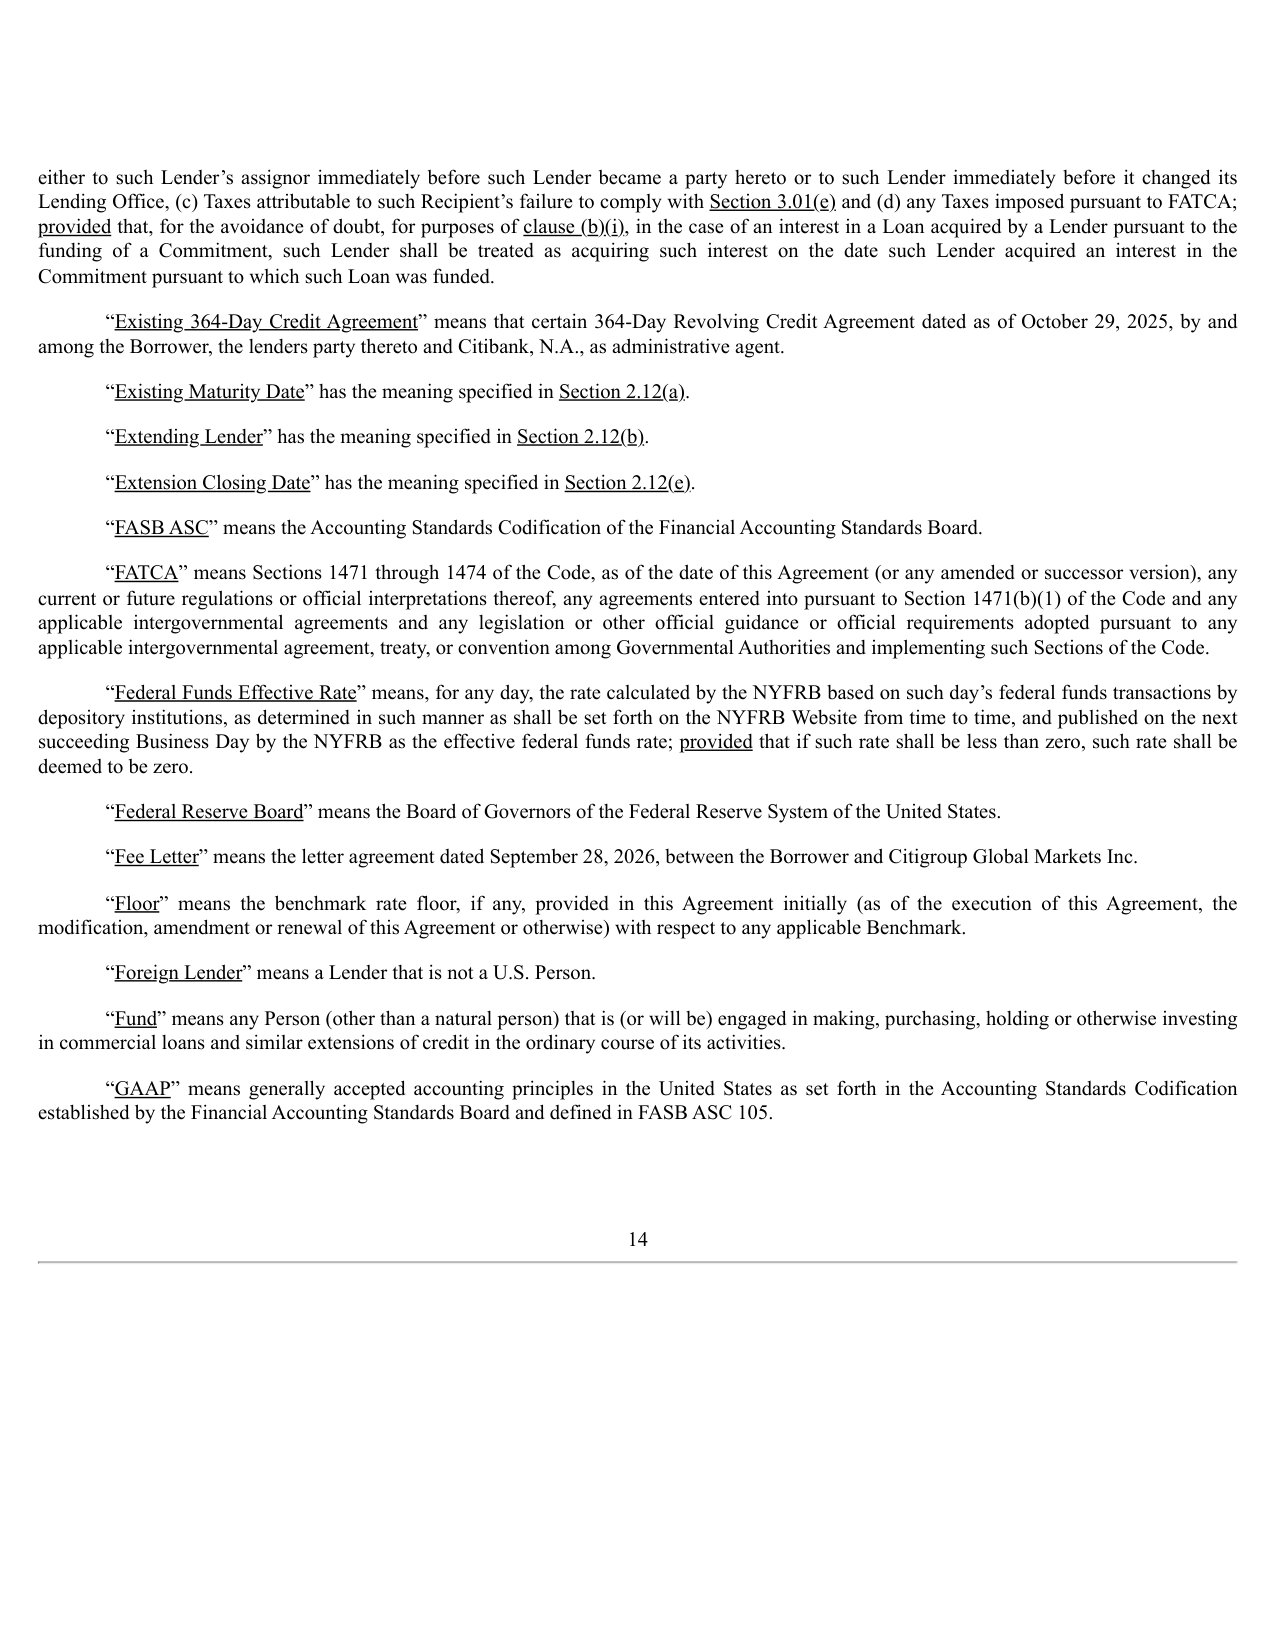 either to such Lender’s assignor immediately before such Lender became a party hereto or to such Lender immediately before it changed its
Lending Office, (c) Taxes attributable to such Recipient’s failure to comply with Section 3.01(e) and (d) any Taxes imposed pursuant to FATCA;
provided that, for the avoidance of doubt, for purposes of clause (b)(i), in the case of an interest in a Loan acquired by a Lender pursuant to the
funding of a Commitment, such Lender shall be treated as acquiring such interest on the date such Lender acquired an interest in the
Commitment pursuant to which such Loan was funded.
“Existing 364-Day Credit Agreement” means that certain 364-Day Revolving Credit Agreement dated as of October 29, 2025, by and
among the Borrower, the lenders party thereto and Citibank, N.A., as administrative agent.
“Existing Maturity Date” has the meaning specified in Section 2.12(a).
“Extending Lender” has the meaning specified in Section 2.12(b).
“Extension Closing Date” has the meaning specified in Section 2.12(e).
“FASB ASC” means the Accounting Standards Codification of the Financial Accounting Standards Board.
“FATCA” means Sections 1471 through 1474 of the Code, as of the date of this Agreement (or any amended or successor version), any
current or future regulations or official interpretations thereof, any agreements entered into pursuant to Section 1471(b)(1) of the Code and any
applicable intergovernmental agreements and any legislation or other official guidance or official requirements adopted pursuant to any
applicable intergovernmental agreement, treaty, or convention among Governmental Authorities and implementing such Sections of the Code.
“Federal Funds Effective Rate” means, for any day, the rate calculated by the NYFRB based on such day’s federal funds transactions by
depository institutions, as determined in such manner as shall be set forth on the NYFRB Website from time to time, and published on the next
succeeding Business Day by the NYFRB as the effective federal funds rate; provided that if such rate shall be less than zero, such rate shall be
deemed to be zero.
“Federal Reserve Board” means the Board of Governors of the Federal Reserve System of the United States.
“Fee Letter” means the letter agreement dated September 28, 2026, between the Borrower and Citigroup Global Markets Inc.
“Floor” means the benchmark rate floor, if any, provided in this Agreement initially (as of the execution of this Agreement, the
modification, amendment or renewal of this Agreement or otherwise) with respect to any applicable Benchmark.
“Foreign Lender” means a Lender that is not a U.S. Person.
“Fund” means any Person (other than a natural person) that is (or will be) engaged in making, purchasing, holding or otherwise investing
in commercial loans and similar extensions of credit in the ordinary course of its activities.
“GAAP” means generally accepted accounting principles in the United States as set forth in the Accounting Standards Codification
established by the Financial Accounting Standards Board and defined in FASB ASC 105.
14